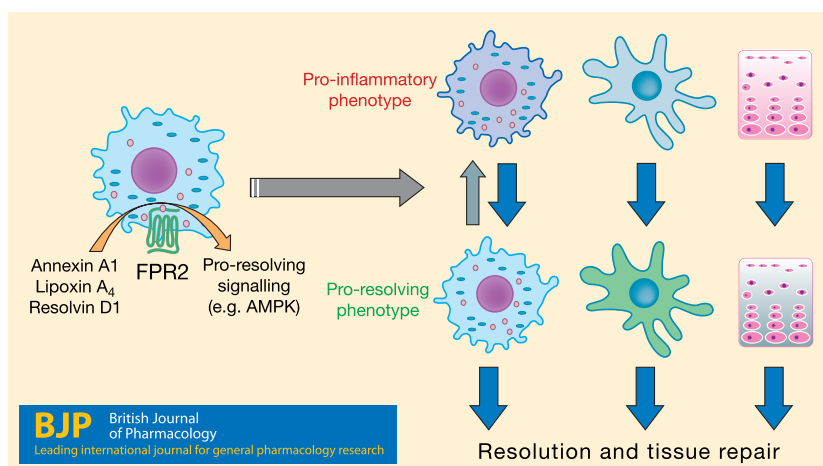 Pro-inflammatory
phenotype
Annexin A1
Lipoxin A4
Resolvin D1
FPR2
Pro-resolving
signalling
(e.g. AMPK)
Pro-resolving
phenotype
Resolution and tissue repair
BJP
British Journal
of Pharmacology
Leading international journal for general pharmacology research